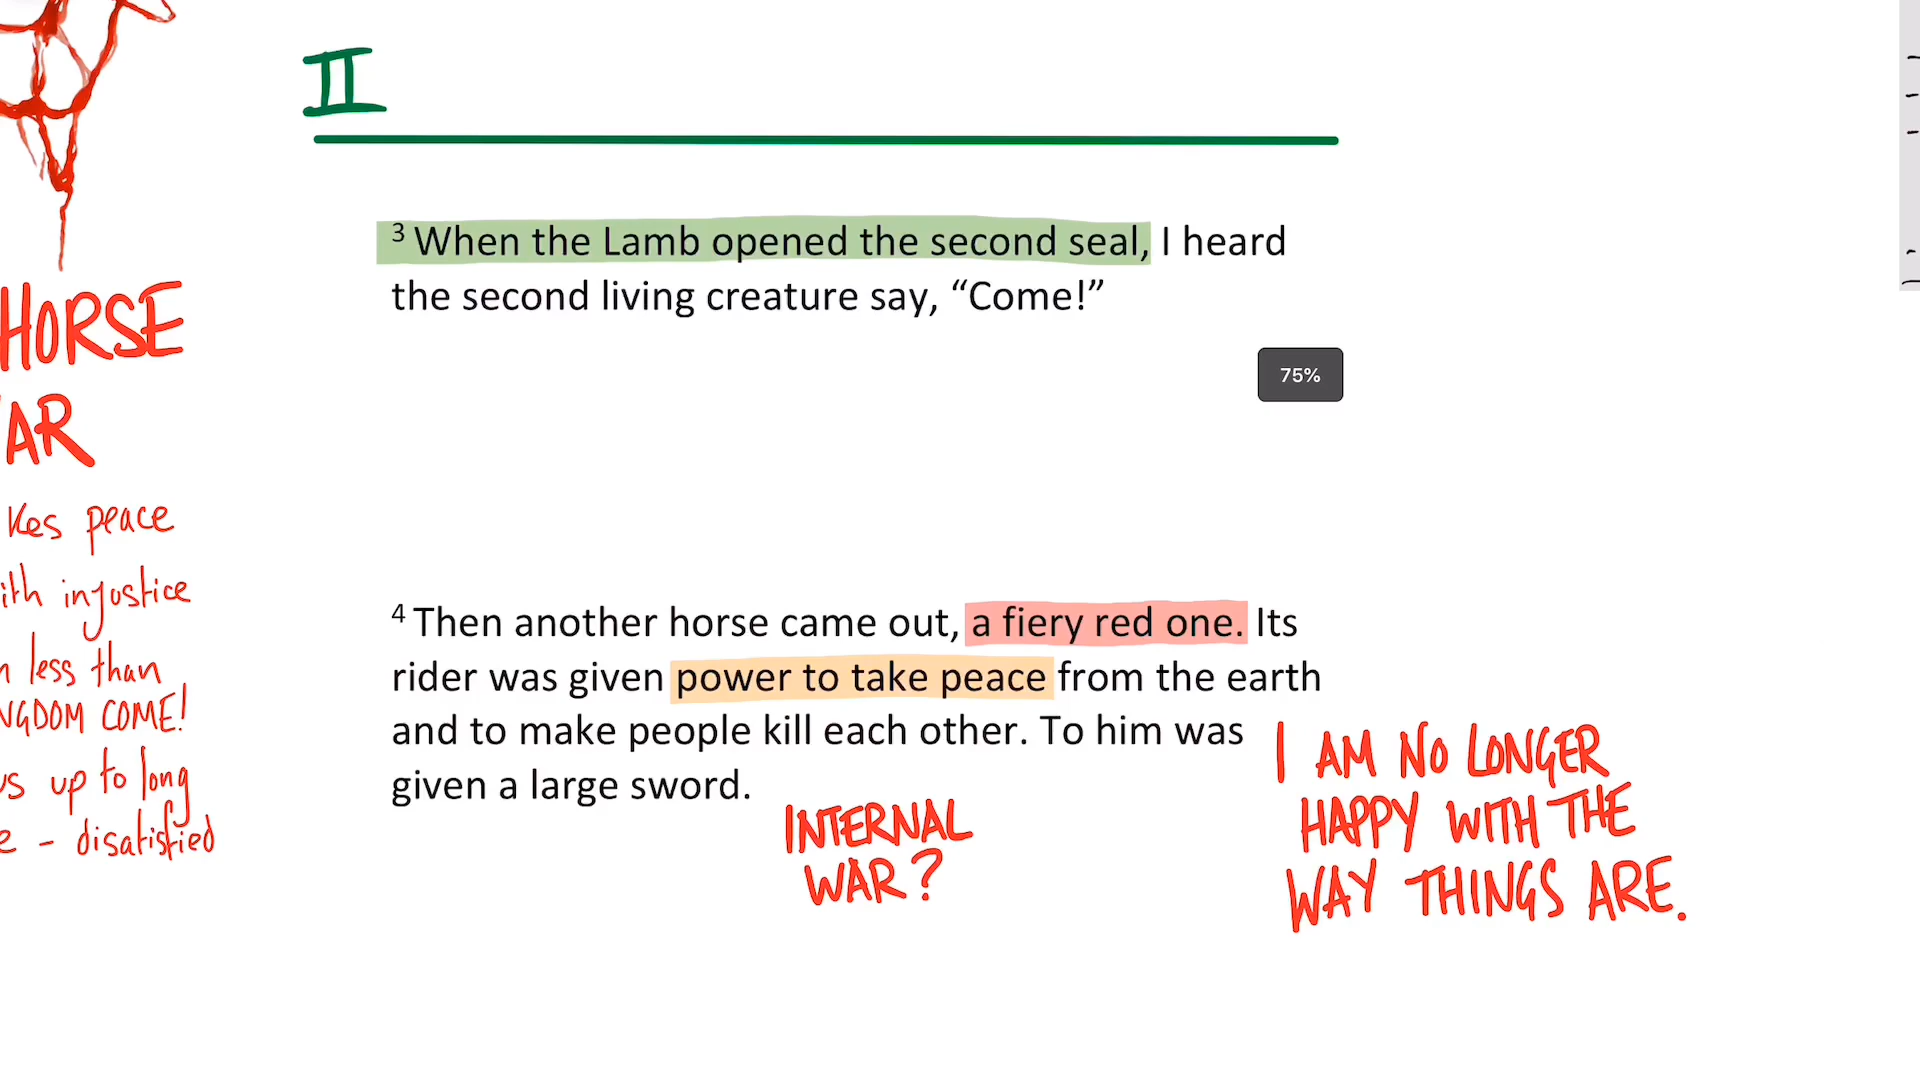 II
3 When the Lamb opened the second seal, I heard
the second living creature say, “Come!”
75%
4 Then another horse came out, a fiery red one. Its
rider was given power to take peace from the earth
and to make people kill each other. To him was
given a large sword.
INTERNAL
WAR?
I AM NO LONGER
HAPPY WITH THE
WAY THINGS ARE.
HORSE
AR
kes peace
ith injustice
n less than
NGDOM COME!
us up to long
e - disatisfied